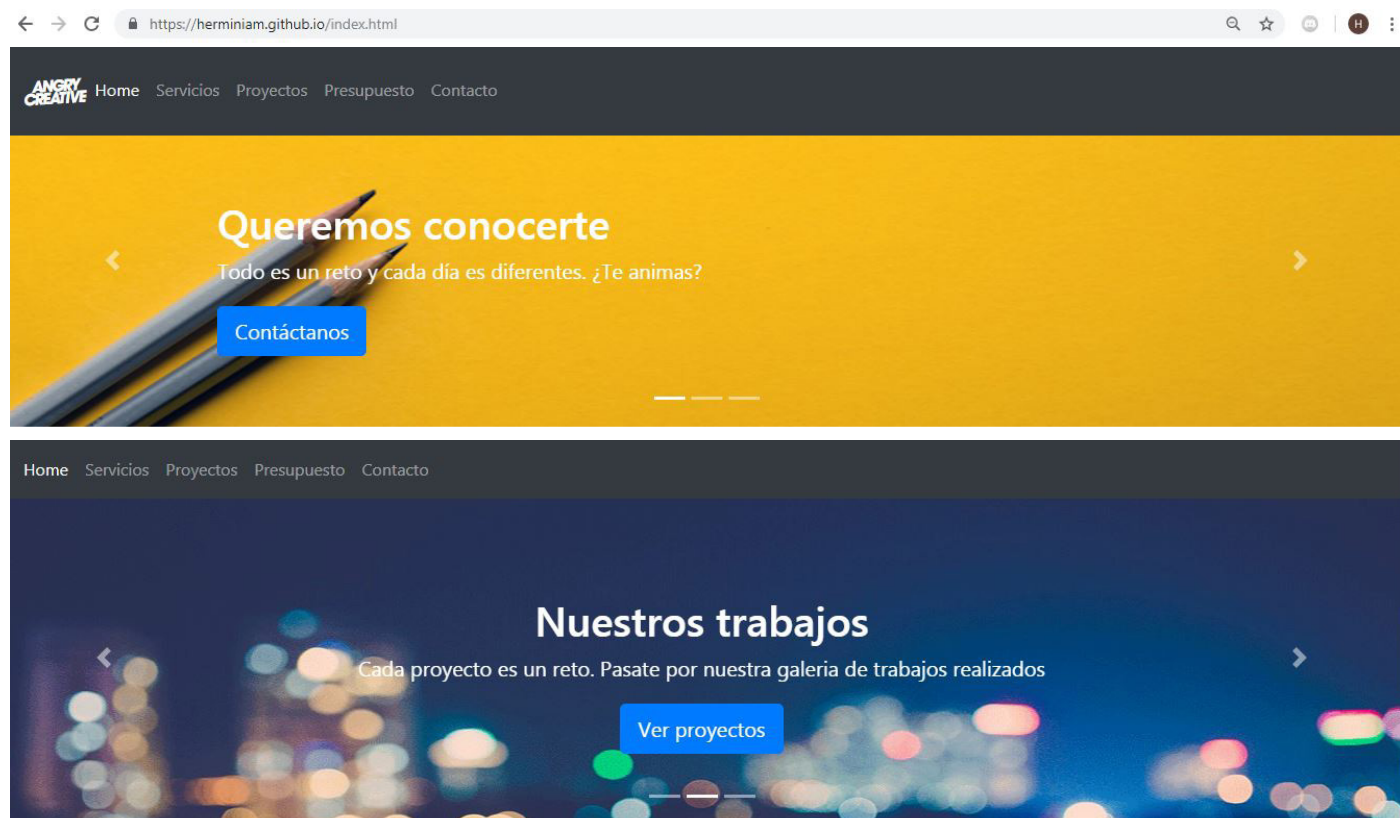 https://herminiam.github.io/index.html
H
ANGRY
CREATIVE
Home Servicios Proyectos Presupuesto Contacto
Queremos conocerte
Todo es un reto y cada día es diferentes. ¿Te animas?
Contáctanos
Home Servicios Proyectos Presupuesto Contacto
Nuestros trabajos
Cada proyecto es un reto. Pasate por nuestra galeria de trabajos realizados
Ver proyectos